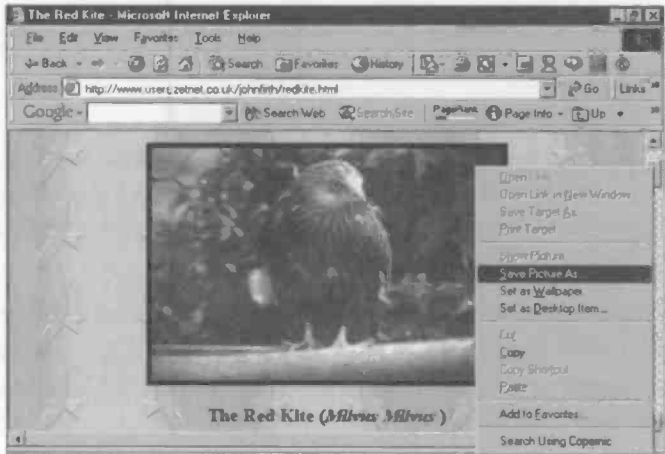 The Red Kite - Microsoft Internet Explorer
File Edit View Favorites Tools Help
Back Search Favorites History
Address http://www.users.zetnet.co.uk/johnfirth/redkite.html Go Links
Google Search Web Search Site PageRank Page Info Up
Open Link
Open Link in New Window
Save Target As
Print Target
Show Picture
Save Picture As
Set as Wallpaper
Set as Desktop Item...
Cut
Copy
Copy Shortcut
Paste
Add to Favorites...
Search Using Copernic
The Red Kite (Milvus Milvus )